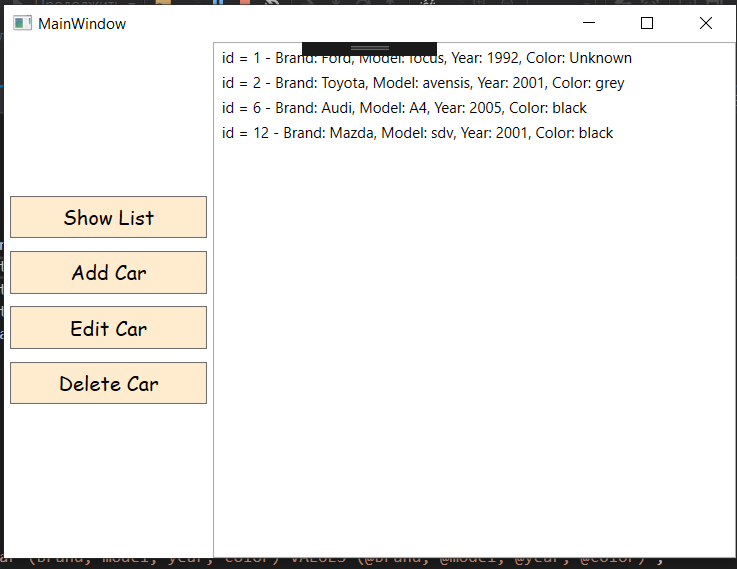 MainWindow
id = 1 - Brand: Ford, Model: focus, Year: 1992, Color: Unknown
id = 2 - Brand: Toyota, Model: avensis, Year: 2001, Color: grey
id = 6 - Brand: Audi, Model: A4, Year: 2005, Color: black
id = 12 - Brand: Mazda, Model: sdv, Year: 2001, Color: black
Show List
Add Car
Edit Car
Delete Car
(brand, model, year, color) VALUES (@brand, @model, @year, @color)